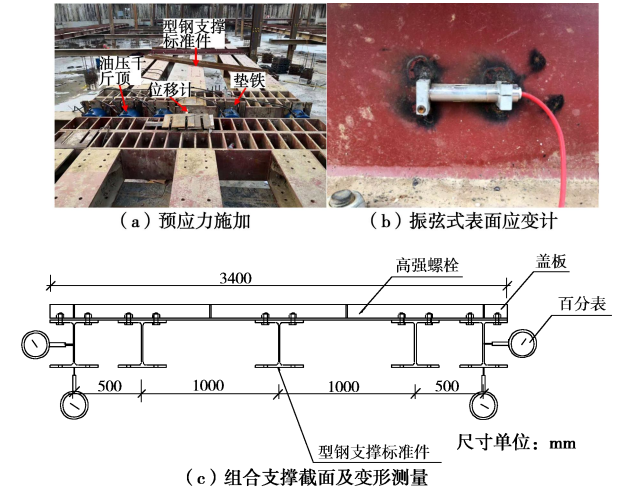 型钢支撑
标准件
油压千
斤顶
位移计
垫铁
(a) 预应力施加
(b) 振弦式表面应变计
3400
高强螺栓
盖板
百分表
500
1000
1000
500
型钢支撑标准件
尺寸单位：mm
(c) 组合支撑截面及变形测量